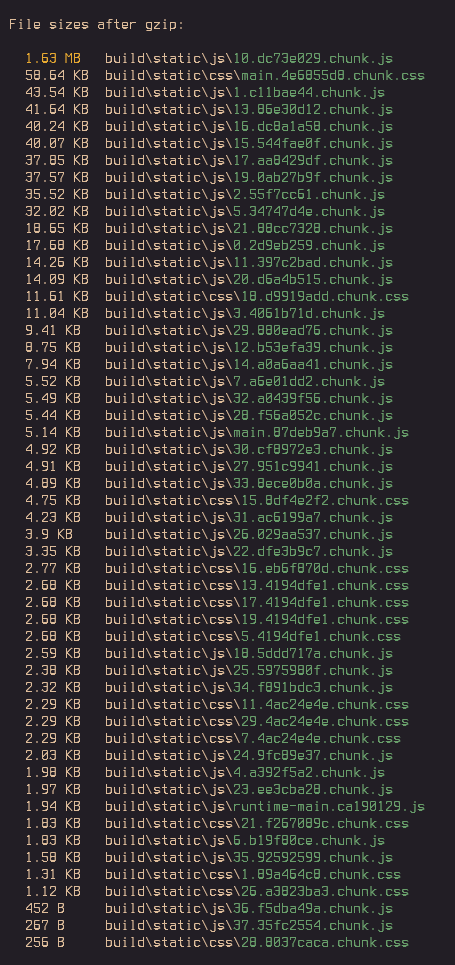 File sizes after gzip:
1.63 MB build\static\js\10.dc73e029.chunk.js
58.64 KB build\static\css\main.4e6855d8.chunk.css
43.54 KB build\static\js\1.c11bae44.chunk.js
41.64 KB build\static\js\13.86e30d12.chunk.js
40.24 KB build\static\js\16.dc8a1a58.chunk.js
40.07 KB build\static\js\15.544fae0f.chunk.js
37.85 KB build\static\js\17.aa8429df.chunk.js
37.57 KB build\static\js\19.0ab27b9f.chunk.js
35.52 KB build\static\js\2.55f7cc61.chunk.js
32.02 KB build\static\js\5.34747d4e.chunk.js
18.65 KB build\static\js\21.88cc7328.chunk.js
17.68 KB build\static\js\0.2d9eb259.chunk.js
14.26 KB build\static\js\11.397c2bad.chunk.js
14.09 KB build\static\js\20.d6a4b515.chunk.js
11.61 KB build\static\css\18.d9919add.chunk.css
11.04 KB build\static\js\3.4061b71d.chunk.js
9.41 KB build\static\js\29.880ead76.chunk.js
8.75 KB build\static\js\12.b53efa39.chunk.js
7.94 KB build\static\js\14.a0a6aa41.chunk.js
5.52 KB build\static\js\7.a6e01dd2.chunk.js
5.49 KB build\static\js\32.a0439f56.chunk.js
5.44 KB build\static\js\28.f56a052c.chunk.js
5.14 KB build\static\js\main.87deb9a7.chunk.js
4.92 KB build\static\js\30.cf8972e3.chunk.js
4.91 KB build\static\js\27.951c9941.chunk.js
4.89 KB build\static\js\33.8ece0b0a.chunk.js
4.75 KB build\static\css\15.8df4e2f2.chunk.css
4.23 KB build\static\js\31.ac6199a7.chunk.js
3.9 KB build\static\js\26.029aa537.chunk.js
3.35 KB build\static\js\22.dfe3b9c7.chunk.js
2.77 KB build\static\css\16.eb6f870d.chunk.css
2.68 KB build\static\css\13.4194dfe1.chunk.css
2.68 KB build\static\css\17.4194dfe1.chunk.css
2.68 KB build\static\css\19.4194dfe1.chunk.css
2.68 KB build\static\css\5.4194dfe1.chunk.css
2.59 KB build\static\js\18.5ddd717a.chunk.js
2.38 KB build\static\js\25.5975980f.chunk.js
2.32 KB build\static\js\34.f891bdc3.chunk.js
2.29 KB build\static\css\11.4ac24e4e.chunk.css
2.29 KB build\static\css\29.4ac24e4e.chunk.css
2.29 KB build\static\css\7.4ac24e4e.chunk.css
2.03 KB build\static\js\24.9fc89e37.chunk.js
1.98 KB build\static\js\4.a392f5a2.chunk.js
1.97 KB build\static\js\23.ee3cba28.chunk.js
1.94 KB build\static\js\runtime-main.ca190129.js
1.83 KB build\static\css\21.f267089c.chunk.css
1.83 KB build\static\js\6.b19f80ce.chunk.js
1.58 KB build\static\js\35.92592599.chunk.js
1.31 KB build\static\css\1.89a464c8.chunk.css
1.12 KB build\static\css\26.a3823ba3.chunk.css
452 B build\static\js\36.f5dba49a.chunk.js
267 B build\static\js\37.35fc2554.chunk.js
256 B build\static\css\28.8037caca.chunk.css